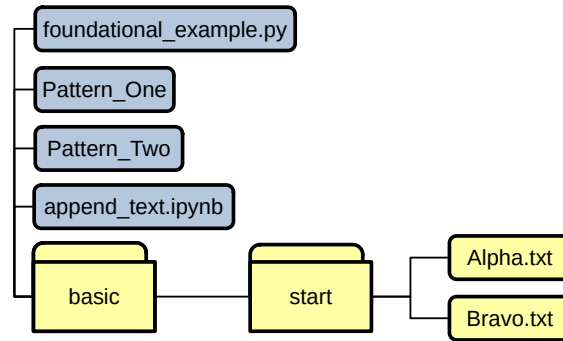 foundational_example.py
Pattern_One
Pattern_Two
append_text.ipynb
basic
start
Alpha.txt
Bravo.txt